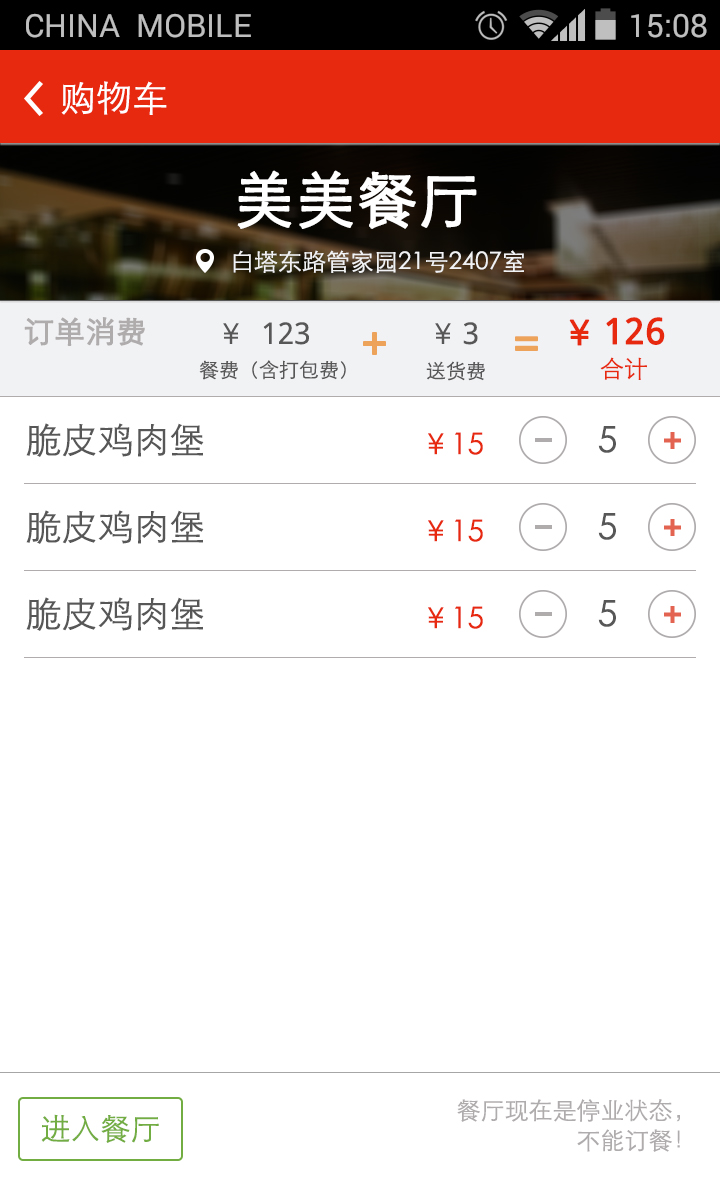 CHINA MOBILE 15:08
购物车
美美餐厅
白塔东路管家园21号2407室
订单消费 ¥ 123 + ¥ 3 = ¥ 126
餐费（含打包费） 送货费 合计
脆皮鸡肉堡 ¥15 − 5 +
脆皮鸡肉堡 ¥15 − 5 +
脆皮鸡肉堡 ¥15 − 5 +
餐厅现在是停业状态，
进入餐厅 不能订餐！